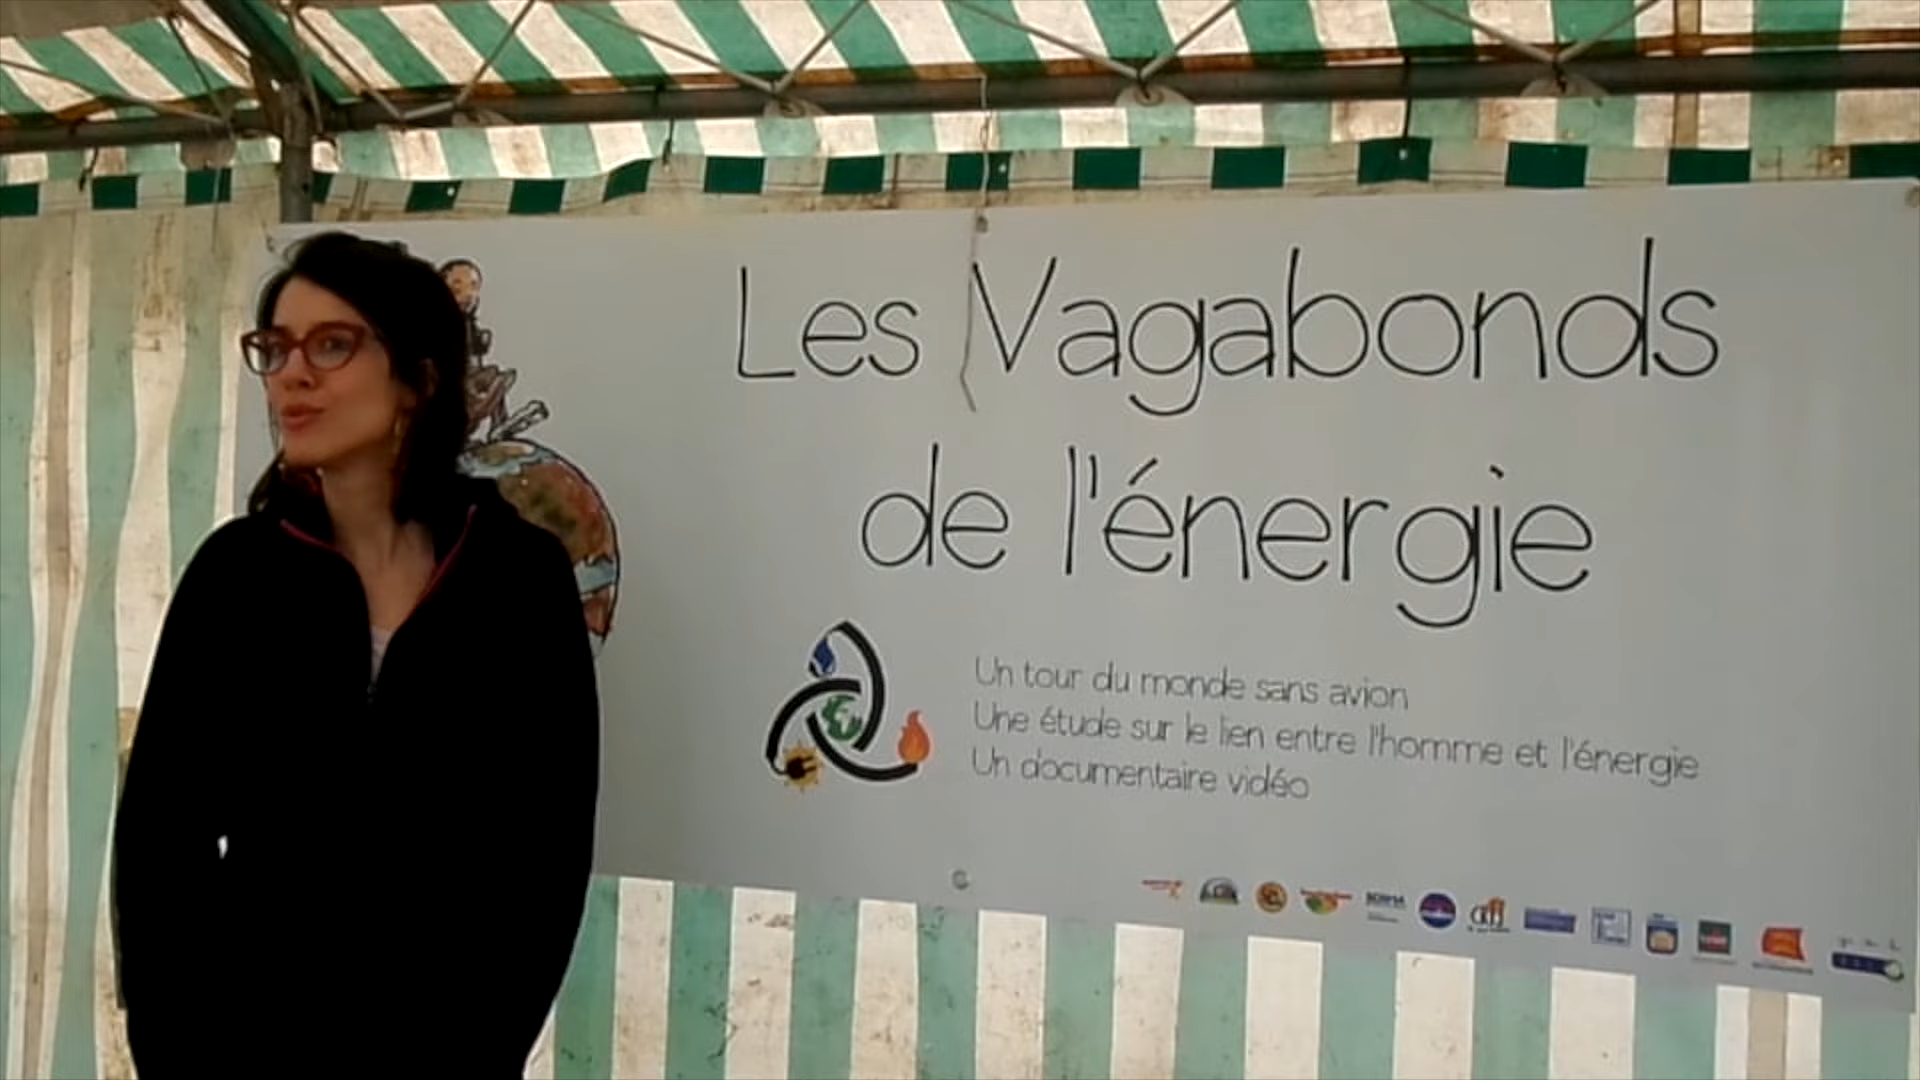 Les Vagabonds
de l'énergie
Un tour du monde sans avion
Une étude sur le lien entre l'homme et l'énergie
Un documentaire vidéo